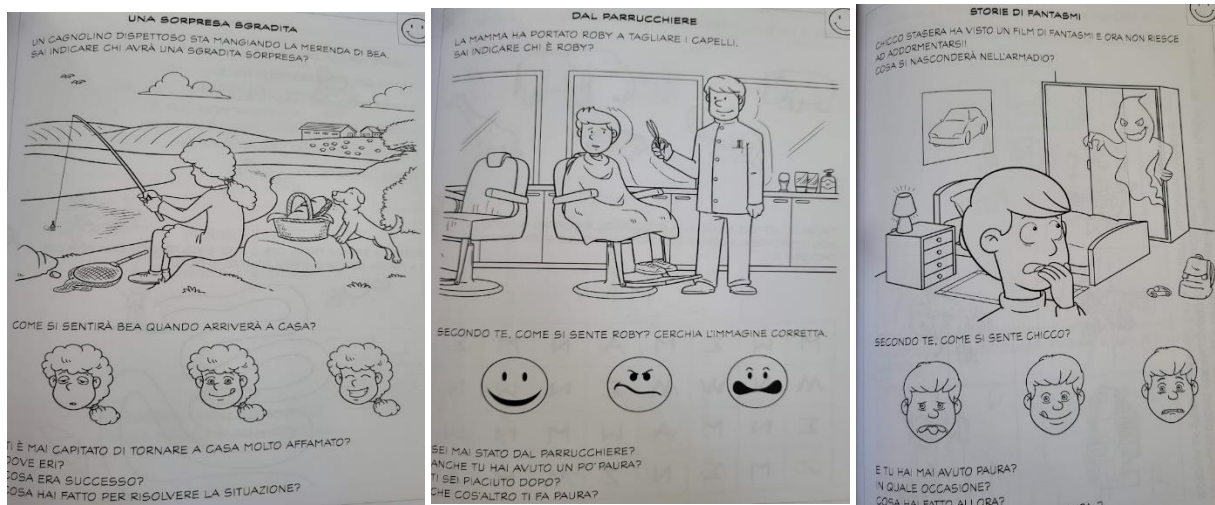 UNA SORPRESA SGRADITA
UN CAGNOLINO DISPETTOSO STA MANGIANDO LA MERENDA DI BEA.
SAI INDICARE CHI AVRÀ UNA SGRADITA SORPRESA?
COME SI SENTIRÀ BEA QUANDO ARRIVERÀ A CASA?
TI È MAI CAPITATO DI TORNARE A CASA MOLTO AFFAMATO?
DOVE ERI?
COSA ERA SUCCESSO?
COSA HAI FATTO PER RISOLVERE LA SITUAZIONE?
DAL PARRUCCHIERE
LA MAMMA HA PORTATO ROBY A TAGLIARE I CAPELLI.
SAI INDICARE CHI È ROBY?
SECONDO TE, COME SI SENTE ROBY? CERCHIA L'IMMAGINE CORRETTA.
SEI MAI STATO DAL PARRUCCHIERE?
ANCHE TU HAI AVUTO UN PO' PAURA?
TI SEI PIACIUTO DOPO?
CHE COS'ALTRO TI FA PAURA?
STORIE DI FANTASMI
CHICCO STASERA HA VISTO UN FILM DI FANTASMI E ORA NON RIESCE
AD ADDORMENTARSI!
COSA SI NASCONDERÀ NELL'ARMADIO?
SECONDO TE, COME SI SENTE CHICCO?
E TU HAI MAI AVUTO PAURA?
IN QUALE OCCASIONE?
COSA HAI FATTO ALLORA?